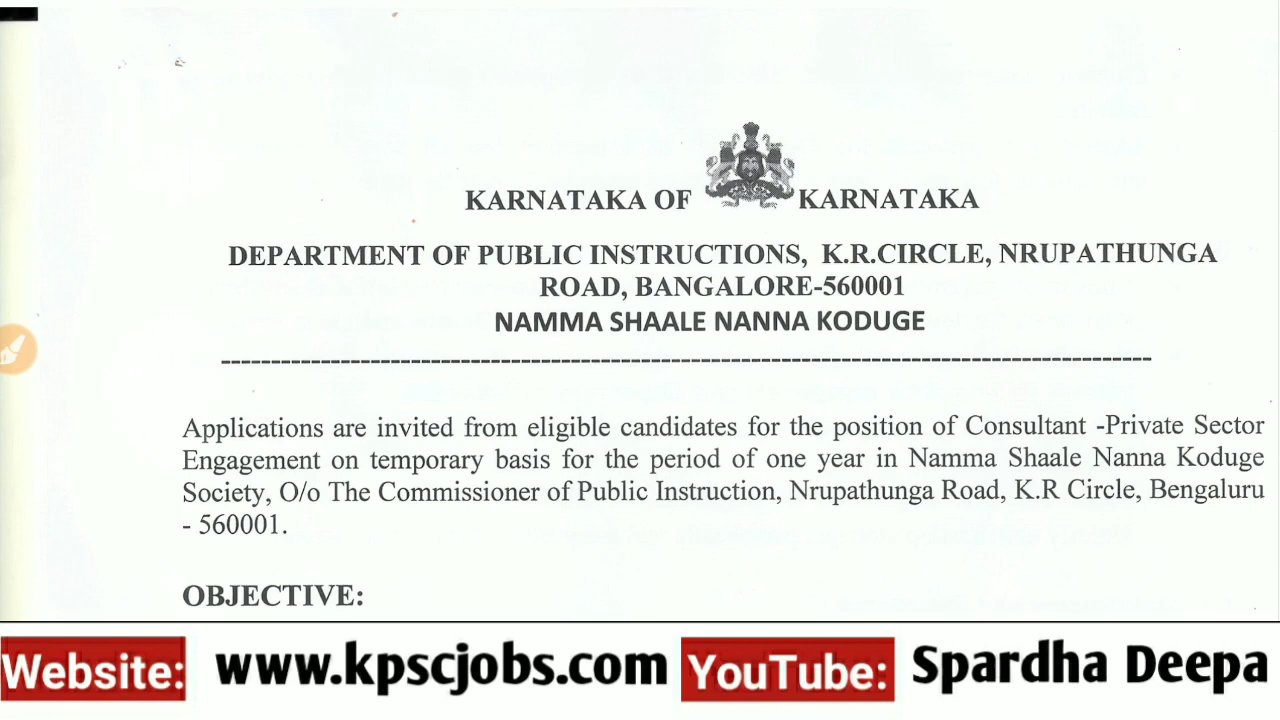 KARNATAKA OF KARNATAKA
DEPARTMENT OF PUBLIC INSTRUCTIONS, K.R.CIRCLE, NRUPATHUNGA
ROAD, BANGALORE-560001
NAMMA SHAALE NANNA KODUGE
---------------------------------------------------------------------------------------------
Applications are invited from eligible candidates for the position of Consultant -Private Sector
Engagement on temporary basis for the period of one year in Namma Shaale Nanna Koduge
Society, O/o The Commissioner of Public Instruction, Nrupathunga Road, K.R Circle, Bengaluru
- 560001.
OBJECTIVE:
Website: www.kpscjobs.com YouTube: Spardha Deepa